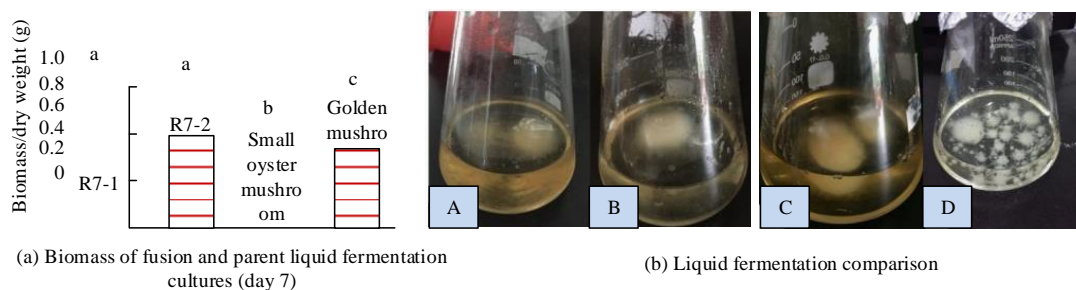 Biomass/dry weight (g)
1.0
0.8
0.6
0.4
0.2
0
a
a
b
c
R7-1
R7-2
Small
oyster
mushro
om
Golden
mushro
(a) Biomass of fusion and parent liquid fermentation
cultures (day 7)
A
B
C
D
(b) Liquid fermentation comparison